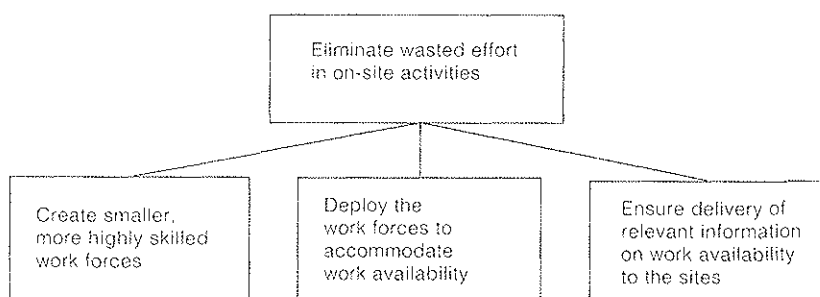 Eliminate wasted effort
in on-site activities
Create smaller,
more highly skilled
work forces
Deploy the
work forces to
accommodate
work availability
Ensure delivery of
relevant information
on work availability
to the sites